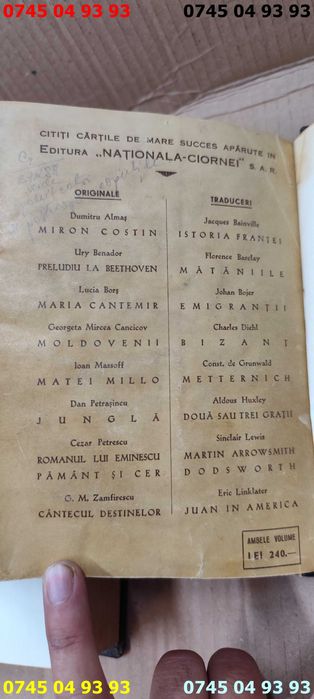 0745 04 93 93 0745 04 93 93
CITIȚI CĂRȚILE DE MARE SUCCES APĂRUTE ÎN
EDITURA „NAȚIONALA-CIORNEI" S. A. R.
ORIGINALE
Dumitru Almaș
MIRON COSTIN
Ury Benador
PRELUDIU LA BEETHOVEN
Lucia Borș
MARIA CANTEMIR
Georgeta Mircea Cancicov
MOLDOVENII
Ioan Massoff
MATEI MILLO
Dan Petrașincu
JUNGLĂ
Cezar Petrescu
ROMANUL LUI EMINESCU
PĂMÂNT ȘI CER
G. M. Zamfirescu
CÂNTECUL DESTINELOR
TRADUCERI
Jacques Bainville
ISTORIA FRANȚEI
Florence Barclay
MĂTĂNIILE
Johan Bojer
EMIGRANȚII
Charles Diehl
BIZANȚ
Const. de Grunwald
METTERNICH
Aldous Huxley
DOUĂ SAU TREI GRAȚII
Sinclair Lewis
MARTIN ARROWSMITH
DODSWORTH
Eric Linklater
JUAN IN AMERICA
AMBELE VOLUME
LEI 240.—
0745 04 93 93 0745 04 93 93